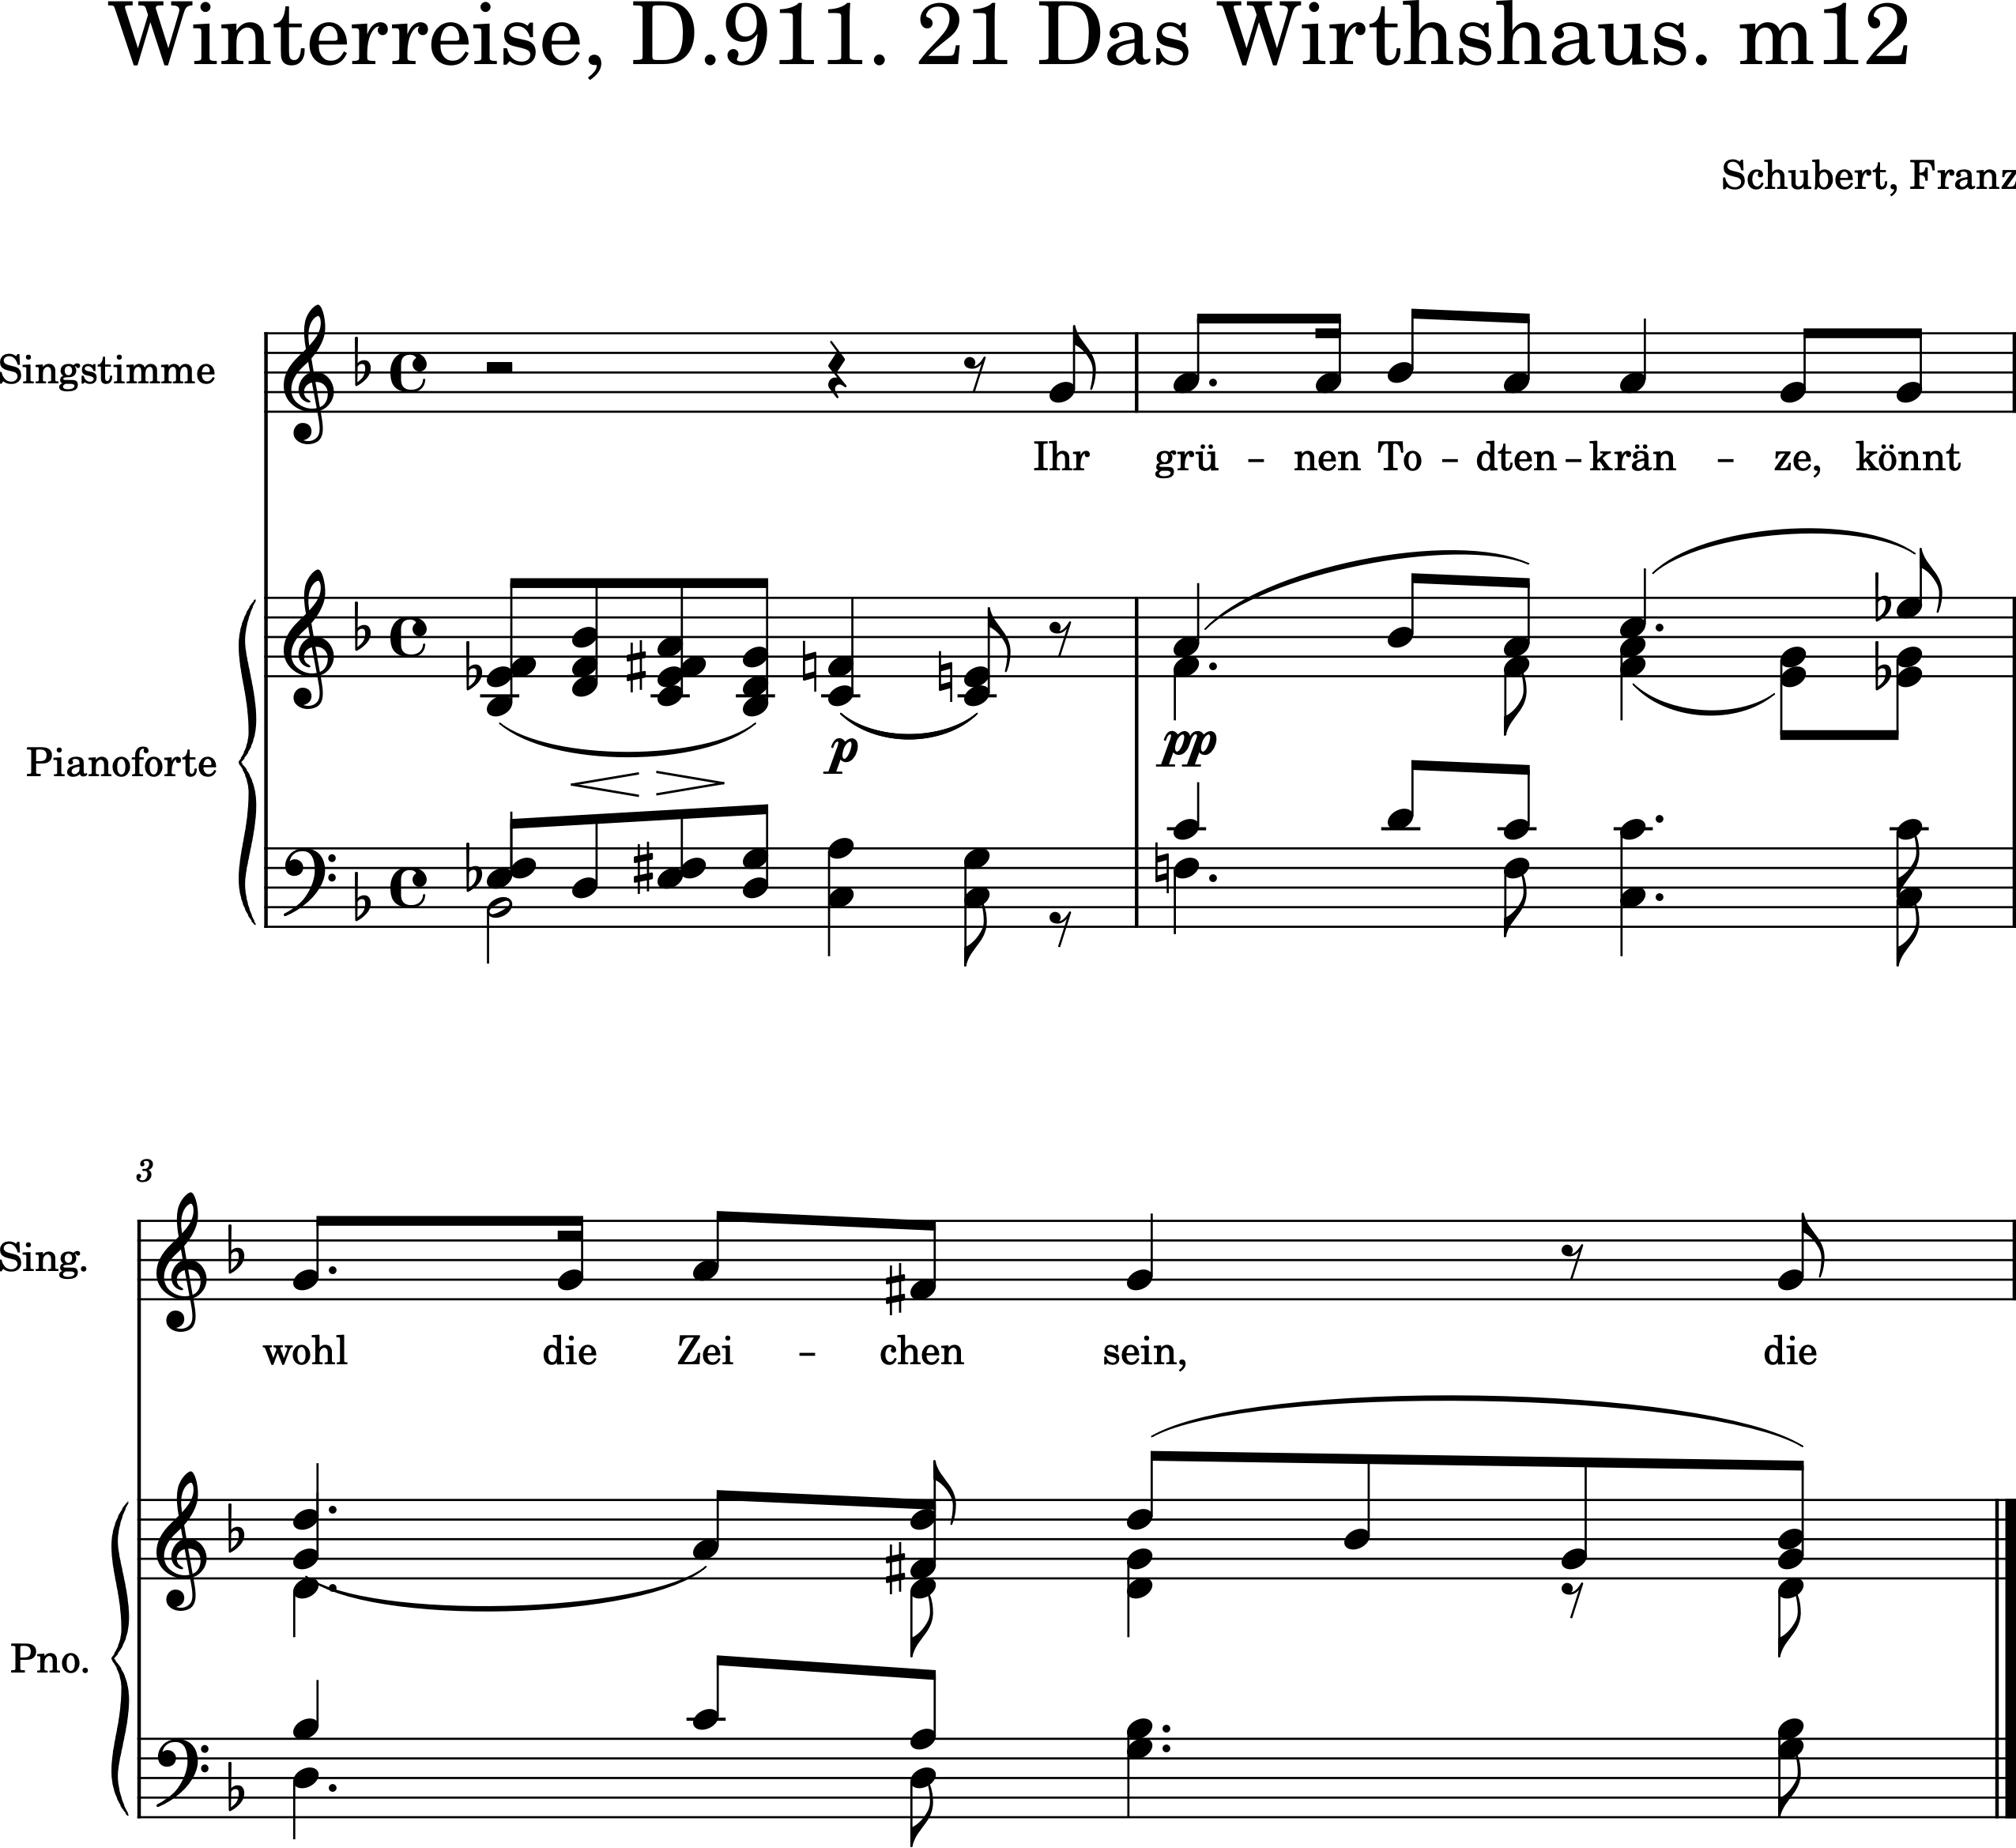 Winterreise, D.911. 21 Das Wirthshaus. m12
Schubert, Franz
Singstimme
Ihr grü – nen To – dten – krän – ze, könnt
Pianoforte
p
pp
3
Sing.
wohl die Zei – chen sein, die
Pno.